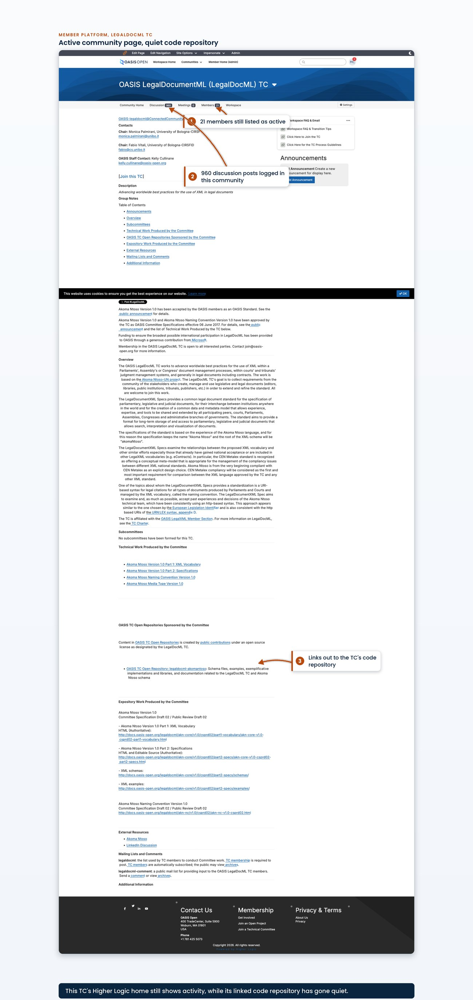 MEMBER PLATFORM, LEGALDOCML TC
Active community page, quiet code repository
Edit Page Edit Navigation Site Options Impersonate Admin
OASIS OPEN Workspace Home Communities Member Home (Admin) MC 2
OASIS LegalDocumentML (LegalDocML) TC
Community Home Discussion 960 Meetings 0 Members 21 Workspace Settings
OASIS-legaldocml@ConnectedCommunity
1 21 members still listed as active
Contacts
Chair: Monica Palmirani, University of Bologna-CIRSF
monica.palmirani@unibo.it
Chair: Fabio Vitali, University of Bologna-CIRSFID
fabio@cs.unibo.it
OASIS Staff Contact: Kelly Cullinane
kelly.cullinane@oasis-open.org
[Join this TC]
orkspace FAQ & Email
Workspace FAQ & Transition Tips
Click Here to Join the TC
Click Here for the TC Process Guidelines
Announcements
d Announcement Create a new
ouncement for display here.
d Announcement
2 960 discussion posts logged in
this community
Description
Advancing worldwide best practices for the use of XML in legal documents
Group Notes
Table of Contents
• Announcements
• Overview
• Subcommittees
• Technical Work Produced by the Committee
• OASIS TC Open Repositories Sponsored by the Committee
• Expository Work Produced by the Committee
• External Resources
• Mailing Lists and Comments
• Additional Information
This website uses cookies to ensure you get the best experience on our website. Learn more OK
Post #LegalDocML
Akoma Ntoso Version 1.0 has been accepted by the OASIS members as an OASIS Standard. See the
public announcement for details.
Akoma Ntoso Version 1.0 and Akoma Ntoso Naming Convention Version 1.0 have been approved by
the TC as OASIS Committee Specifications effective 06 June 2017. For details, see the public
announcement and the list of Technical Work Produced by the TC below.
Funding to ensure the broadest possible international participation in LegalDocML has been provided
to OASIS through a generous contribution from Microsoft.
Membership in the OASIS LegalDocML TC is open to all interested parties. Contact join@oasis-
open.org for more information.
Overview
The OASIS LegalDocML TC works to advance worldwide best practices for the use of XML within a
Parliaments', Assembly's or Congress' document management processes, within courts' and tribunals'
judgment management systems, and generally in legal documents including contracts. The work is
based on the Akoma Ntoso-UN project. The LegalDocML TC's goal is to collect requirements from the
community of the stakeholders who create, manage and use legislative and legal documents (editors,
libraries, public institutions, tribunals, publishers, etc.) in order to extend and refine the standard. All
are welcome to join this work.
The LegalDocumentXML Specs provides a common legal document standard for the specification of
parliamentary, legislative and judicial documents, for their interchange between institutions anywhere
in the world and for the creation of a common data and metadata model that allows experience,
expertise, and tools to be shared and extended by all participating peers, courts, Parliaments,
Assemblies, Congresses and administrative branches of governments. The standard aims to provide a
format for long-term storage of and access to parliamentary, legislative and judicial documents that
allows search, interpretation and visualization of documents.
The specifications of the standard is based on the experience of the Akoma Ntoso language, and for
this reason the specification keeps the name "Akoma Ntoso" and the root of the XML-schema will be
"akomaNtoso".
The LegalDocumentXML Specs examine the relationships between the proposed XML vocabulary and
other similar efforts especially those that already have gained national acceptance or are included in
other LegalXML vocabularies (e.g. eContracts). In particular, the CEN Metalex standard is recognized
as offering a conceptual meta-model that is appropriate for the management of the compliancy issues
between different XML national standards. Akoma Ntoso is from the very beginning compliant with
CEN Metalex as an explicit design choice. CEN Metalex compliancy will be considered as the first and
most important requirement for comparison between the XML language approved by the TC and any
other XML standard.
One of the topics about whom the LegalDocumentXML Specs provides a standardization is a URI-
based syntax for legal citations for all types of documents produced by Parliaments and Courts and
managed by the XML vocabulary, called the naming convention. The LegalDocumentXML Spec aims
to examine and, as much as possible, accept past experiences and decisions of the Akoma Ntoso
technical team, which have been consistently using an http-based syntax. This approach appears
similar to the one chosen by the European Legislation Identifier and is also consistent with the http
based URIs of the URN:LEX syntax, appendix D.
The TC is affiliated with the OASIS LegalXML Member Section. For more information on LegalDocML,
see the TC Charter.
Subcommittees
No subcommittees have been formed for this TC.
Technical Work Produced by the Committee
• Akoma Ntoso Version 1.0 Part 1: XML Vocabulary
• Akoma Ntoso Version 1.0 Part 2: Specifications
• Akoma Ntoso Naming Convention Version 1.0
• Akoma Ntoso Media Type Version 1.0
OASIS TC Open Repositories Sponsored by the Committee
Content in OASIS TC Open Repositories is created by public contributions under an open source
license as designated by the LegalDocML TC.
3 Links out to the TC's code
repository
• OASIS TC Open Repository: legaldocml-akomantoso: Schema files, examples, exemplificative
implementations and libraries, and documentation related to the LegalDocML TC and Akoma
Ntoso schema
Expository Work Produced by the Committee
Akoma Ntoso Version 1.0
Committee Specification Draft 02 / Public Review Draft 02
- Akoma Ntoso Version 1.0 Part 1: XML Vocabulary
HTML (Authoritative):
http://docs.oasis-open.org/legaldocml/akn-core/v1.0/csprd02/part1-vocabulary/akn-core-v1.0-
csprd02-part1-vocabulary.html
- Akoma Ntoso Version 1.0 Part 2: Specifications
HTML and Editable Source (Authoritative):
http://docs.oasis-open.org/legaldocml/akn-core/v1.0/csprd02/part2-specs/akn-core-v1.0-csprd02-
part2-specs.html
- XML schemas:
http://docs.oasis-open.org/legaldocml/akn-core/v1.0/csprd02/part2-specs/schemas/
- XML examples:
http://docs.oasis-open.org/legaldocml/akn-core/v1.0/csprd02/part2-specs/examples/
Akoma Ntoso Naming Convention Version 1.0
Committee Specification Draft 02 / Public Review Draft 02
http://docs.oasis-open.org/legaldocml/akn-nc/v1.0/csprd02/akn-nc-v1.0-csprd02.html
External Resources
• Akoma Ntoso
• LinkedIn Discussion
Mailing Lists and Comments
legaldocml: the list used by TC members to conduct Committee work. TC membership is required to
post. TC members are automatically subscribed; the public may view archives.
legaldocml-comment: a public mail list for providing input to the OASIS LegalDocML TC members.
Send a comment or view archives.
Additional Information
Contact Us
OASIS Open
400 TradeCenter, Suite 5900
Woburn, MA 01801
USA
Phone
+1 781 425 5073
Membership
Get Involved
Join an Open Project
Join a Technical Committee
Privacy & Terms
About Us
Privacy
Copyright 2026. All rights reserved.
Powered by Higher Logic
This TC's Higher Logic home still shows activity, while its linked code repository has gone quiet.